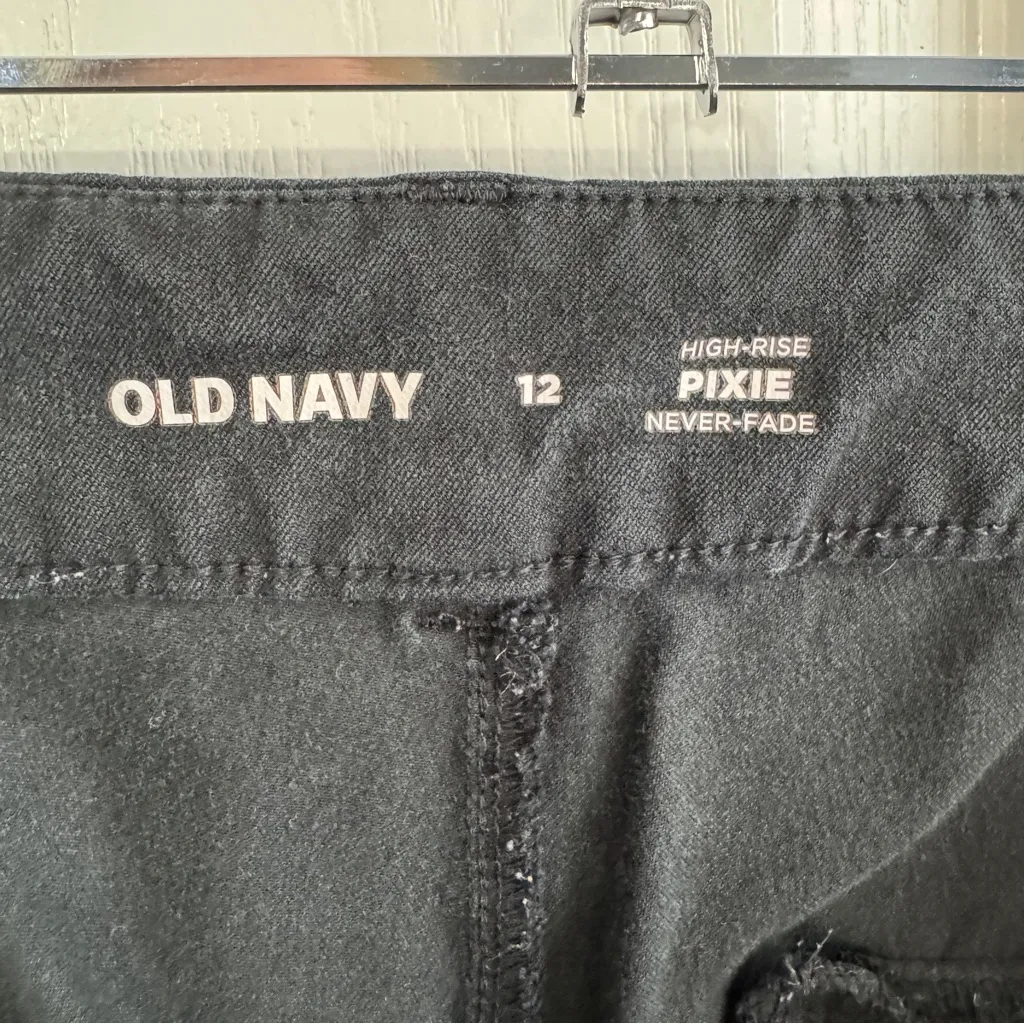 OLD NAVY
12
HIGH-RISE
PIXIE
NEVER-FADE